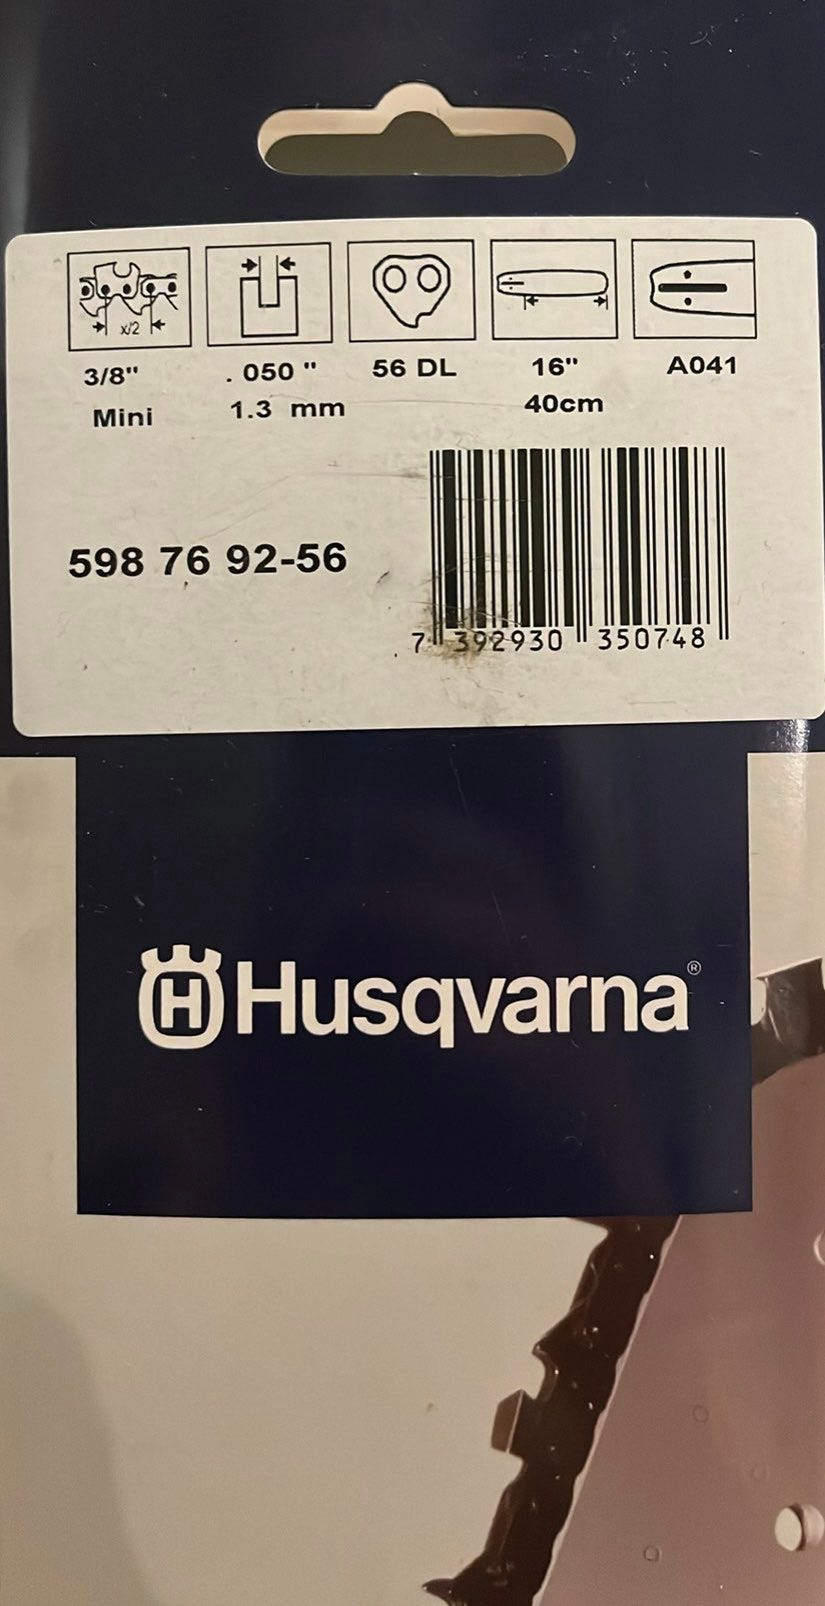 x/2
3/8" . 050 " 56 DL 16" A041
Mini 1.3 mm 40cm
598 76 92-56
7 392930 350748
H Husqvarna®